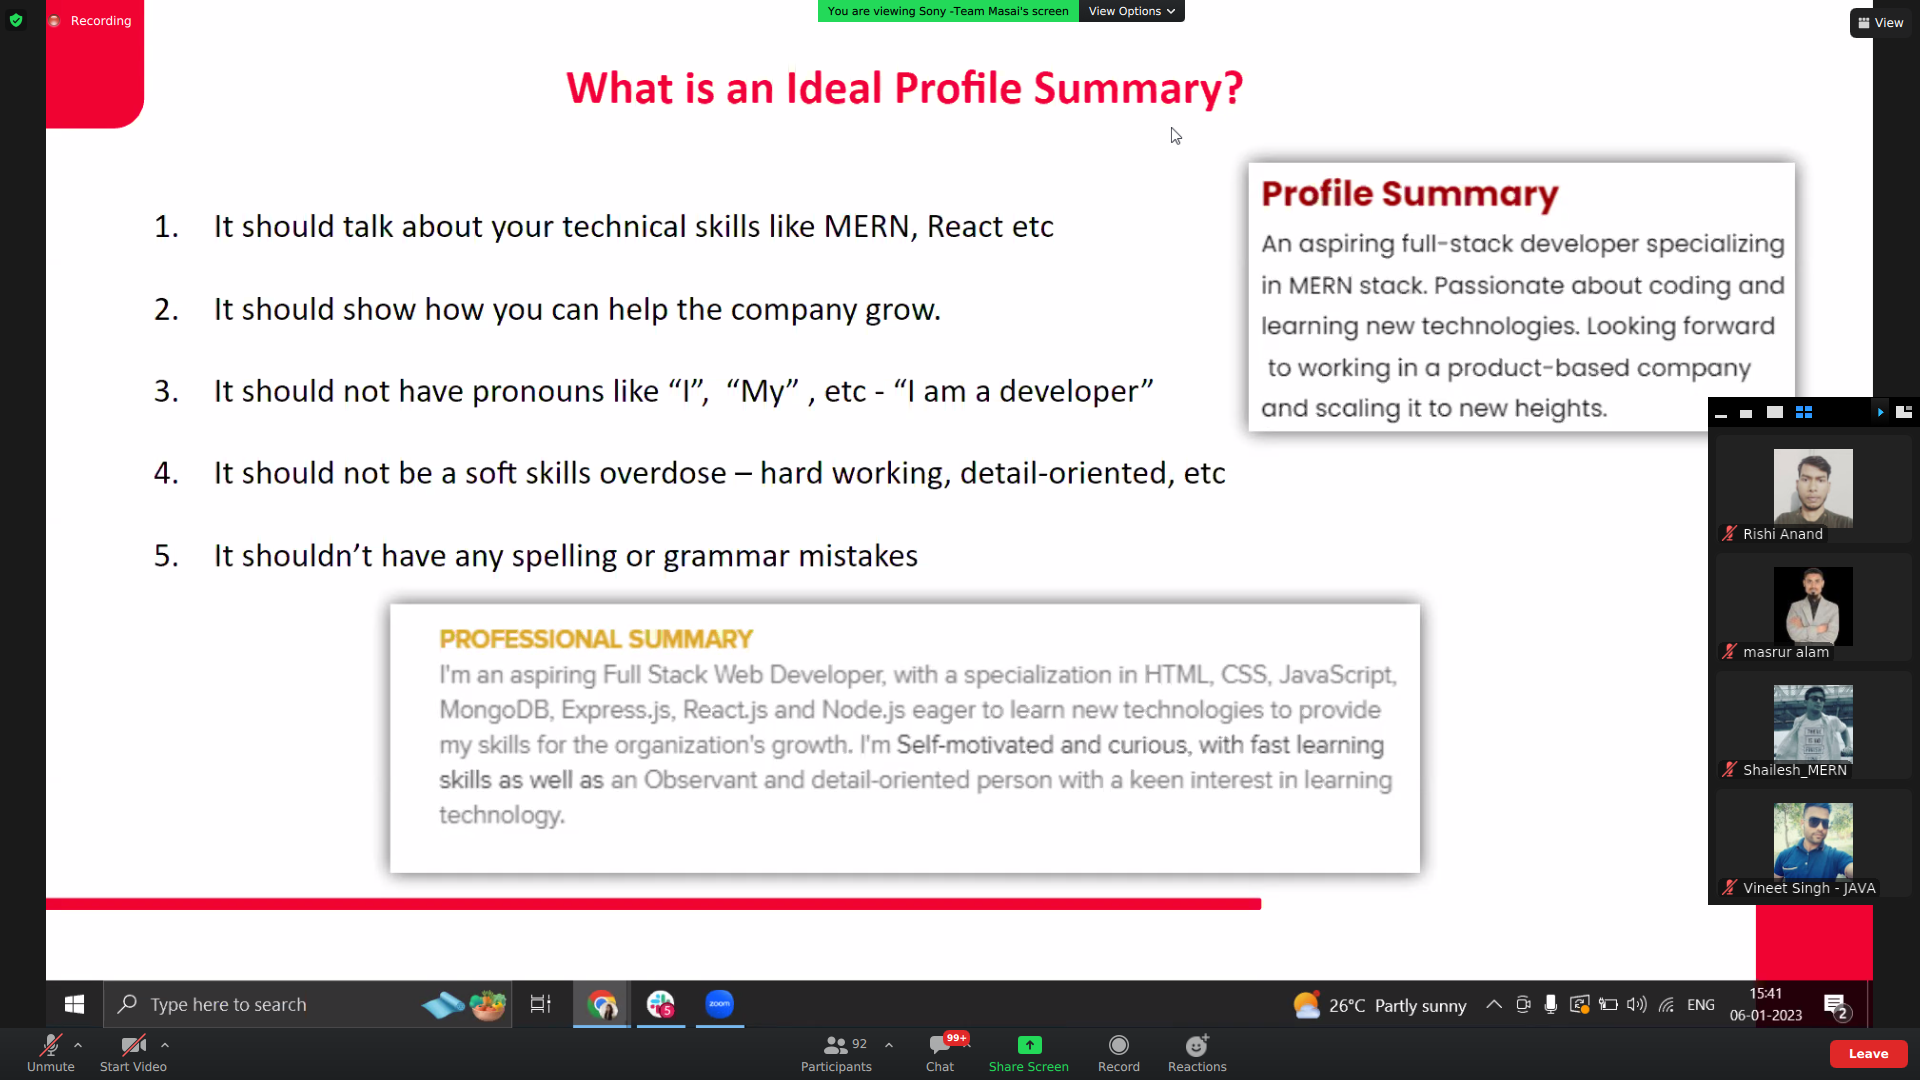 Recording
You are viewing Sony -Team Masai's screen
View Options
View
What is an Ideal Profile Summary?
1. It should talk about your technical skills like MERN, React etc
2. It should show how you can help the company grow.
3. It should not have pronouns like “I”, “My” , etc - “I am a developer”
4. It should not be a soft skills overdose – hard working, detail-oriented, etc
5. It shouldn’t have any spelling or grammar mistakes
Profile Summary
An aspiring full-stack developer specializing
in MERN stack. Passionate about coding and
learning new technologies. Looking forward
to working in a product-based company
and scaling it to new heights.
PROFESSIONAL SUMMARY
I'm an aspiring Full Stack Web Developer, with a specialization in HTML, CSS, JavaScript,
MongoDB, Express.js, React.js and Node.js eager to learn new technologies to provide
my skills for the organization's growth. I'm Self-motivated and curious, with fast learning
skills as well as an Observant and detail-oriented person with a keen interest in learning
technology.
Rishi Anand
masrur alam
Shailesh_MERN
Vineet Singh - JAVA
Type here to search
5
zoom
26°C Partly sunny
ENG
15:41
06-01-2023
2
Unmute
Start Video
92
Participants
99+
Chat
Share Screen
Record
Reactions
Leave